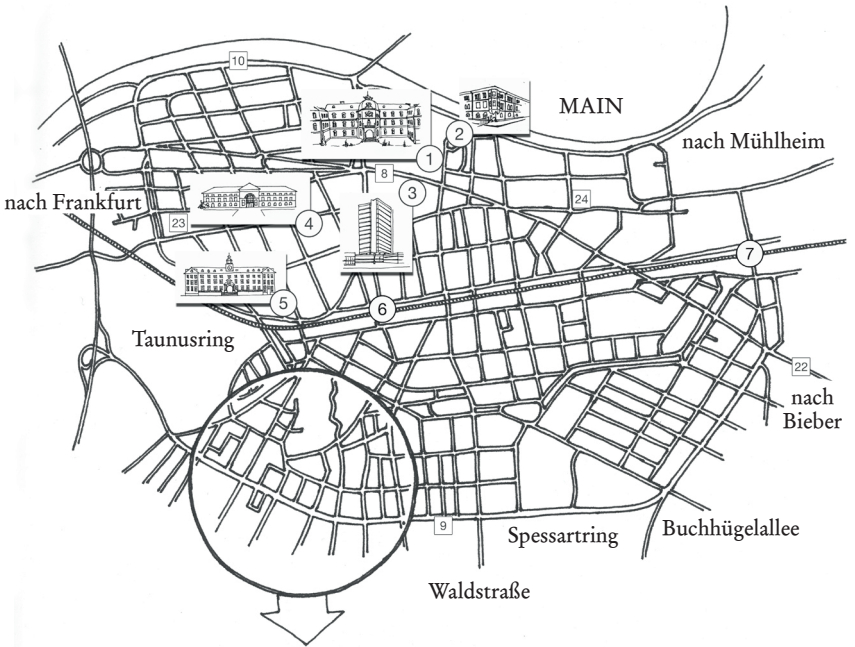 10
MAIN
2
nach Mühlheim
1
8
3
24
nach Frankfurt
23
4
7
5
6
Taunusring
22
nach
Bieber
9
Spessartring
Buchhügelallee
Waldstraße